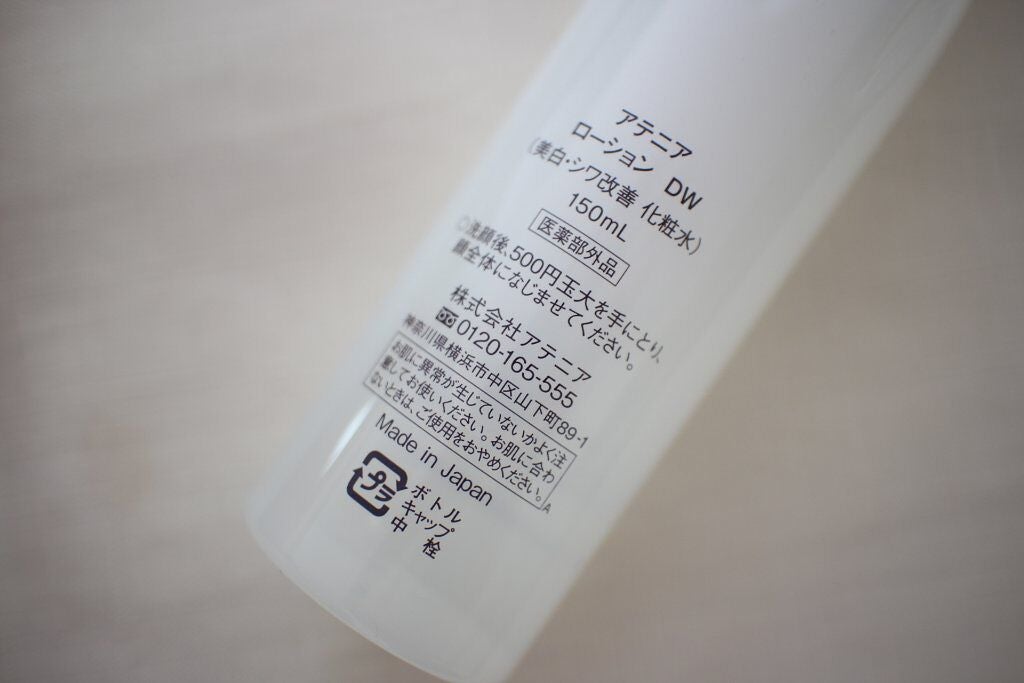 アテニア
ローション DW
(美白・シワ改善 化粧水)
150mL
医薬部外品
◎洗顔後、500円玉大を手にとり、
顔全体になじませてください。
株式会社アテニア
0120-165-555
神奈川県横浜市中区山下町89-1
お肌に異常が生じていないかよく注
意してお使いください。お肌に合わ
ないときは、ご使用をおやめください。
A
Made in Japan
プラ
ボトル
キャップ
中栓